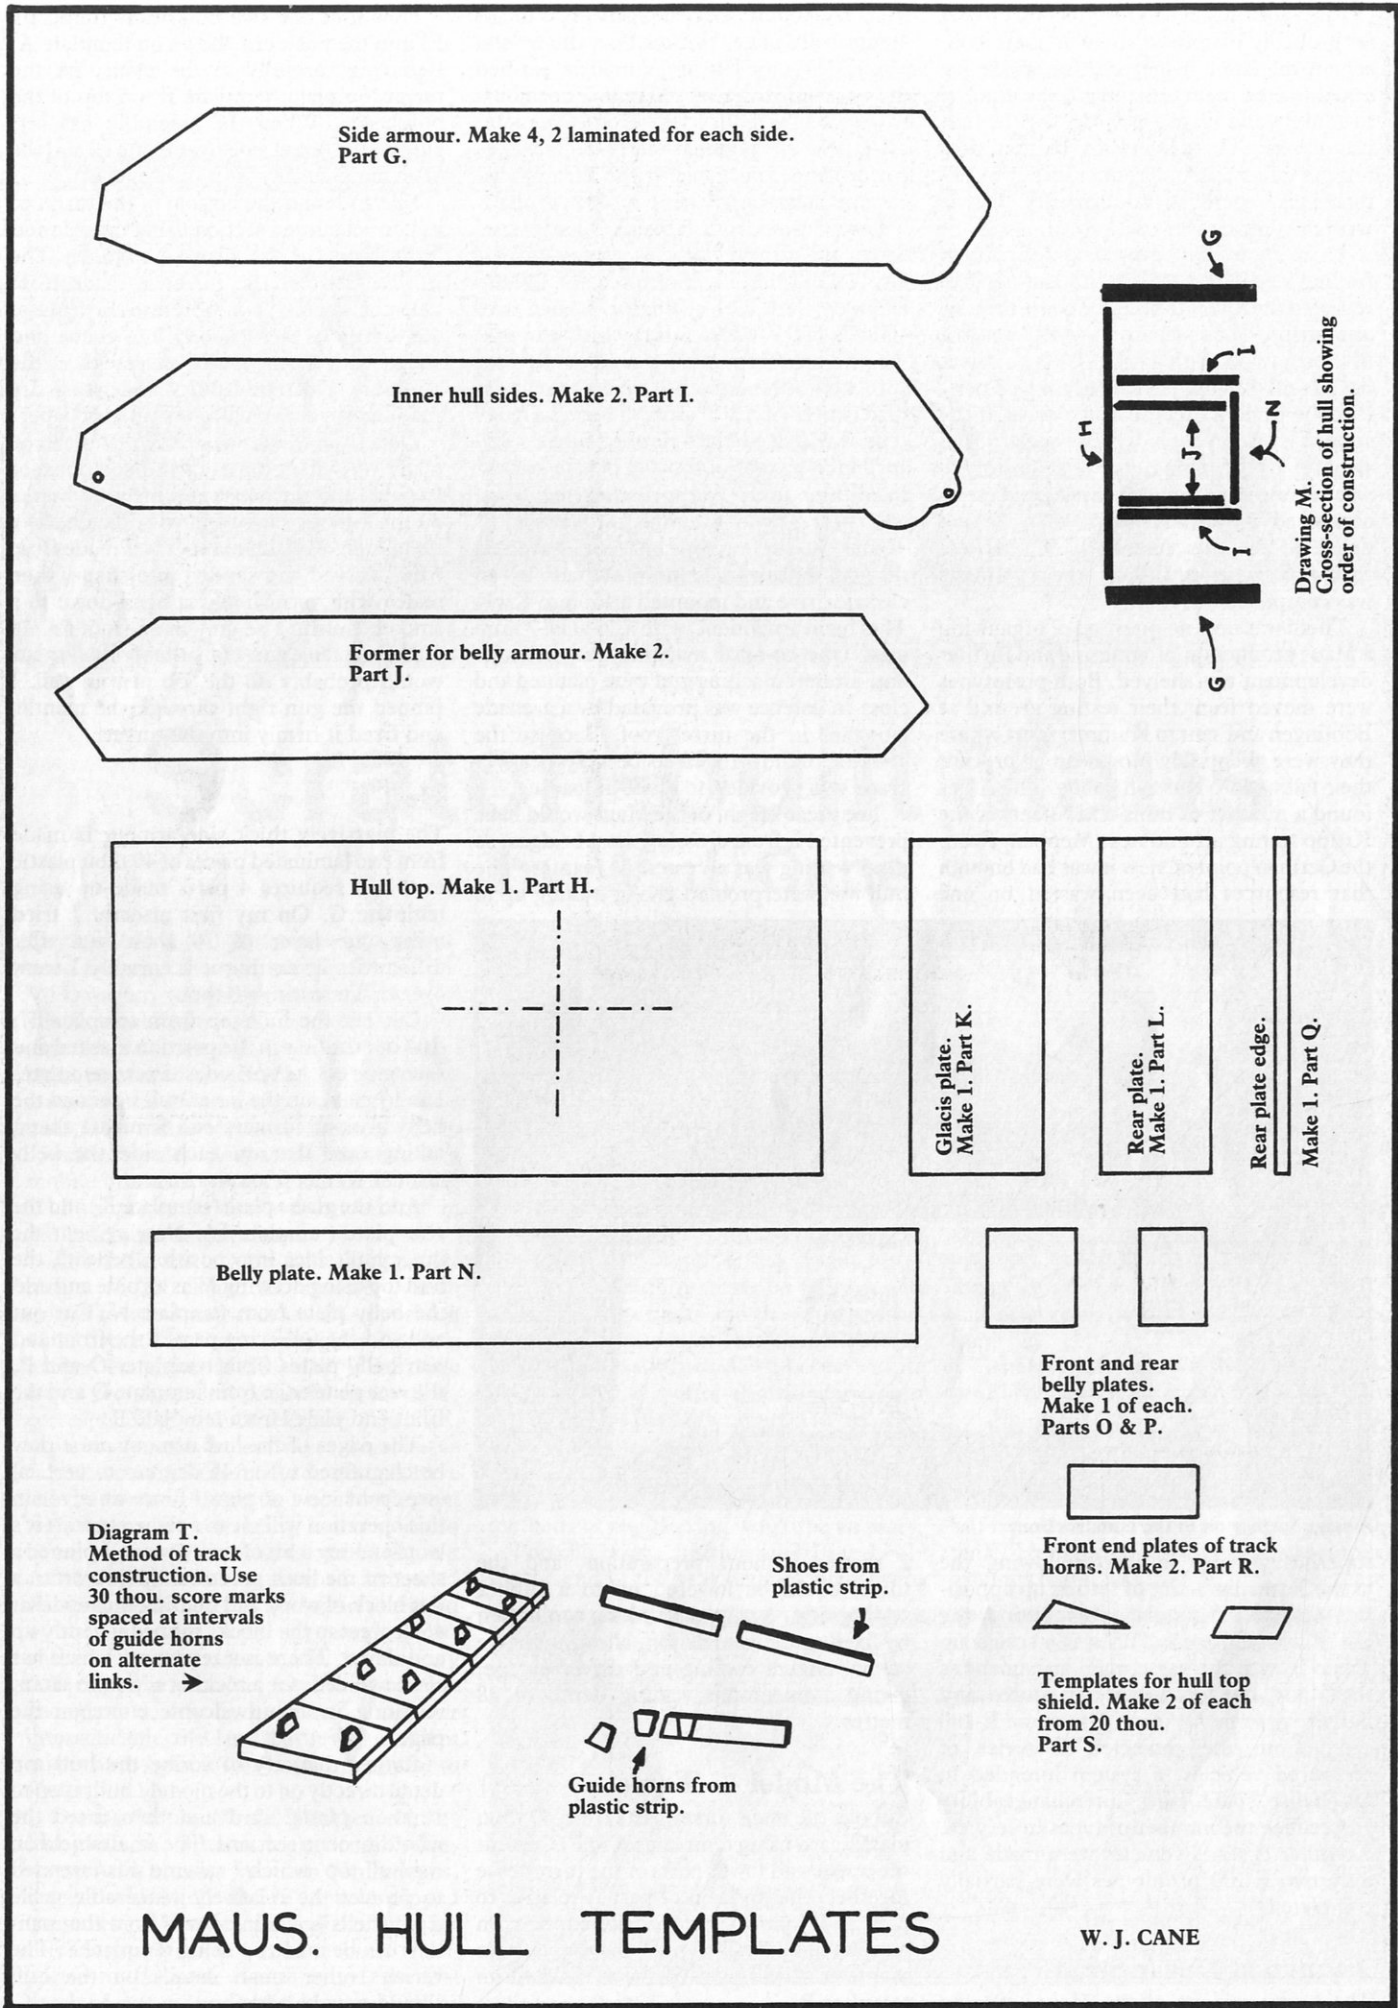 Side armour. Make 4, 2 laminated for each side.
Part G.
Inner hull sides. Make 2. Part I.
Former for belly armour. Make 2.
Part J.
G
I
H
J
N
I
G
Drawing M.
Cross-section of hull showing
order of construction.
Hull top. Make 1. Part H.
Glacis plate.
Make 1. Part K.
Rear plate.
Make 1. Part L.
Rear plate edge.
Make 1. Part Q.
Belly plate. Make 1. Part N.
Front and rear
belly plates.
Make 1 of each.
Parts O & P.
Front end plates of track
horns. Make 2. Part R.
Templates for hull top
shield. Make 2 of each
from 20 thou.
Part S.
Diagram T.
Method of track
construction. Use
30 thou. score marks
spaced at intervals
of guide horns
on alternate
links.
Shoes from
plastic strip.
Guide horns from
plastic strip.
MAUS. HULL TEMPLATES
W. J. CANE